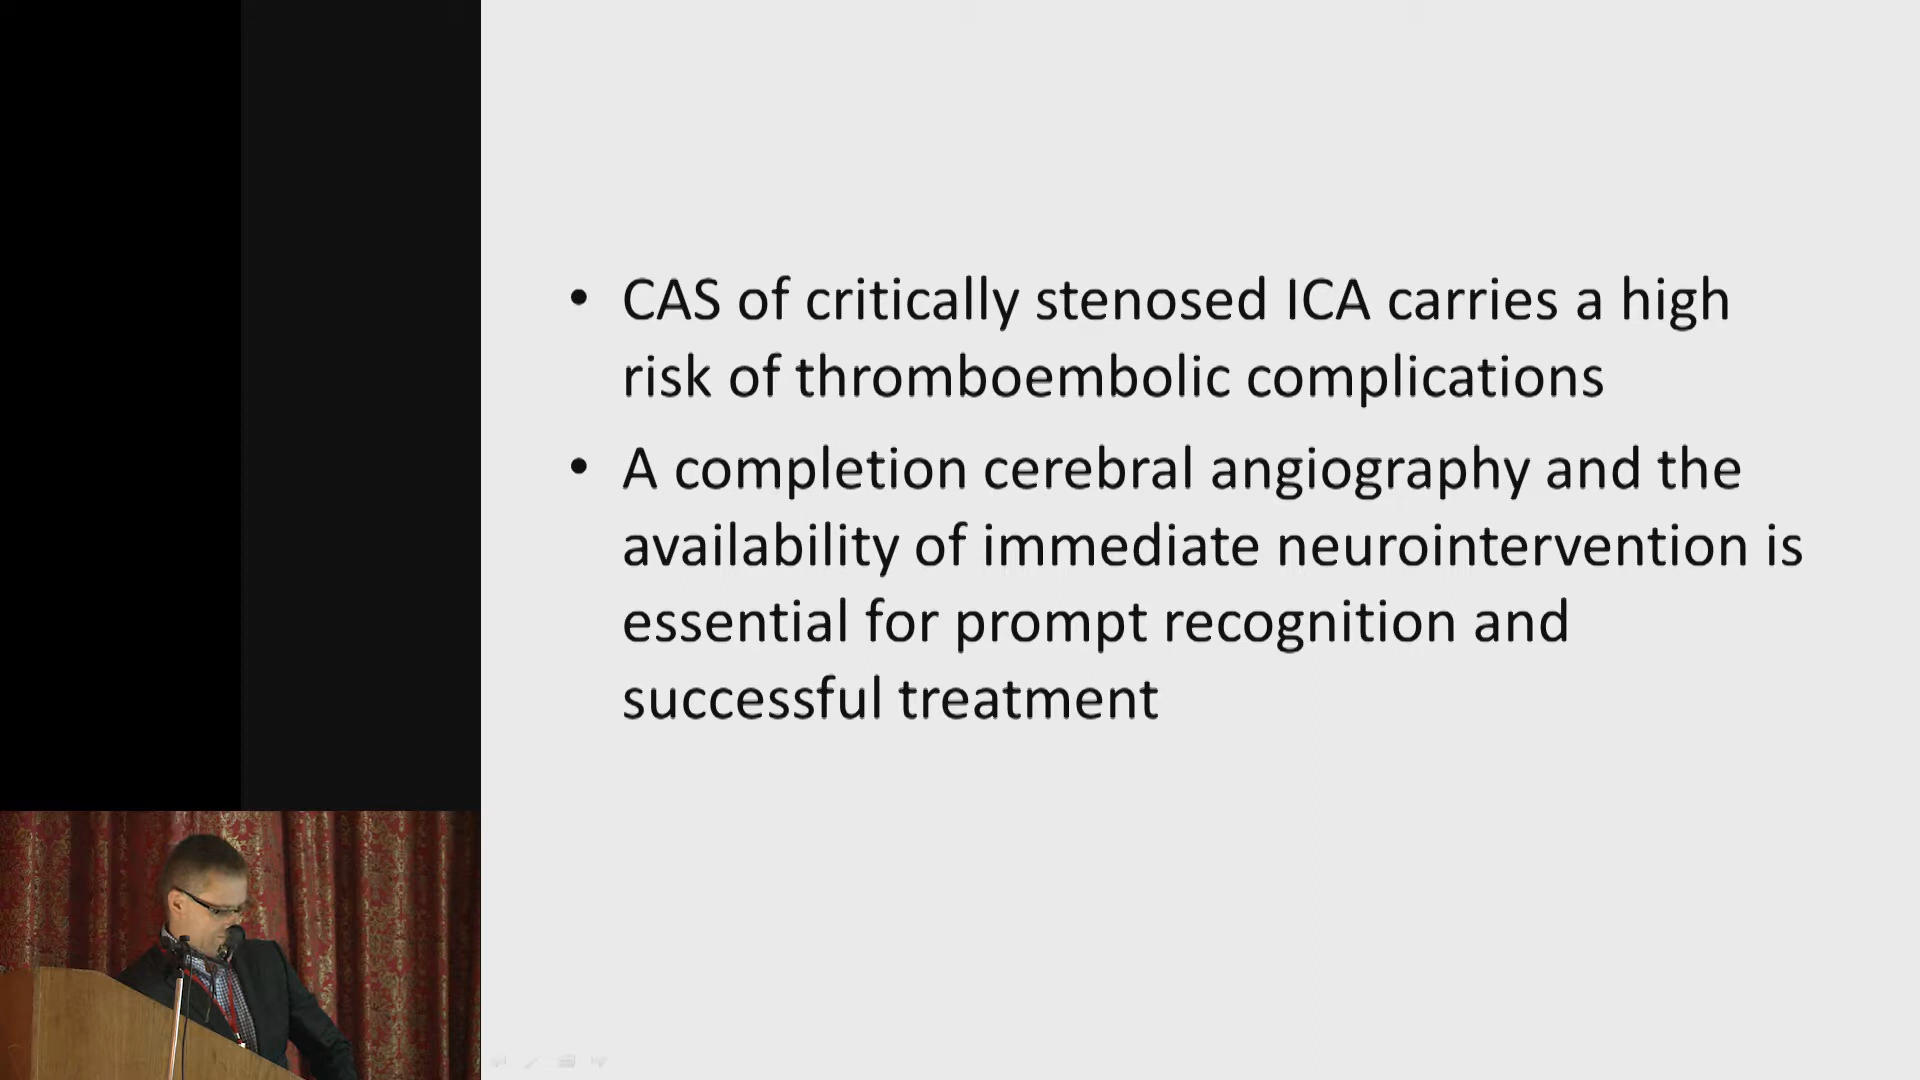 • CAS of critically stenosed ICA carries a high
risk of thromboembolic complications
• A completion cerebral angiography and the
availability of immediate neurointervention is
essential for prompt recognition and
successful treatment